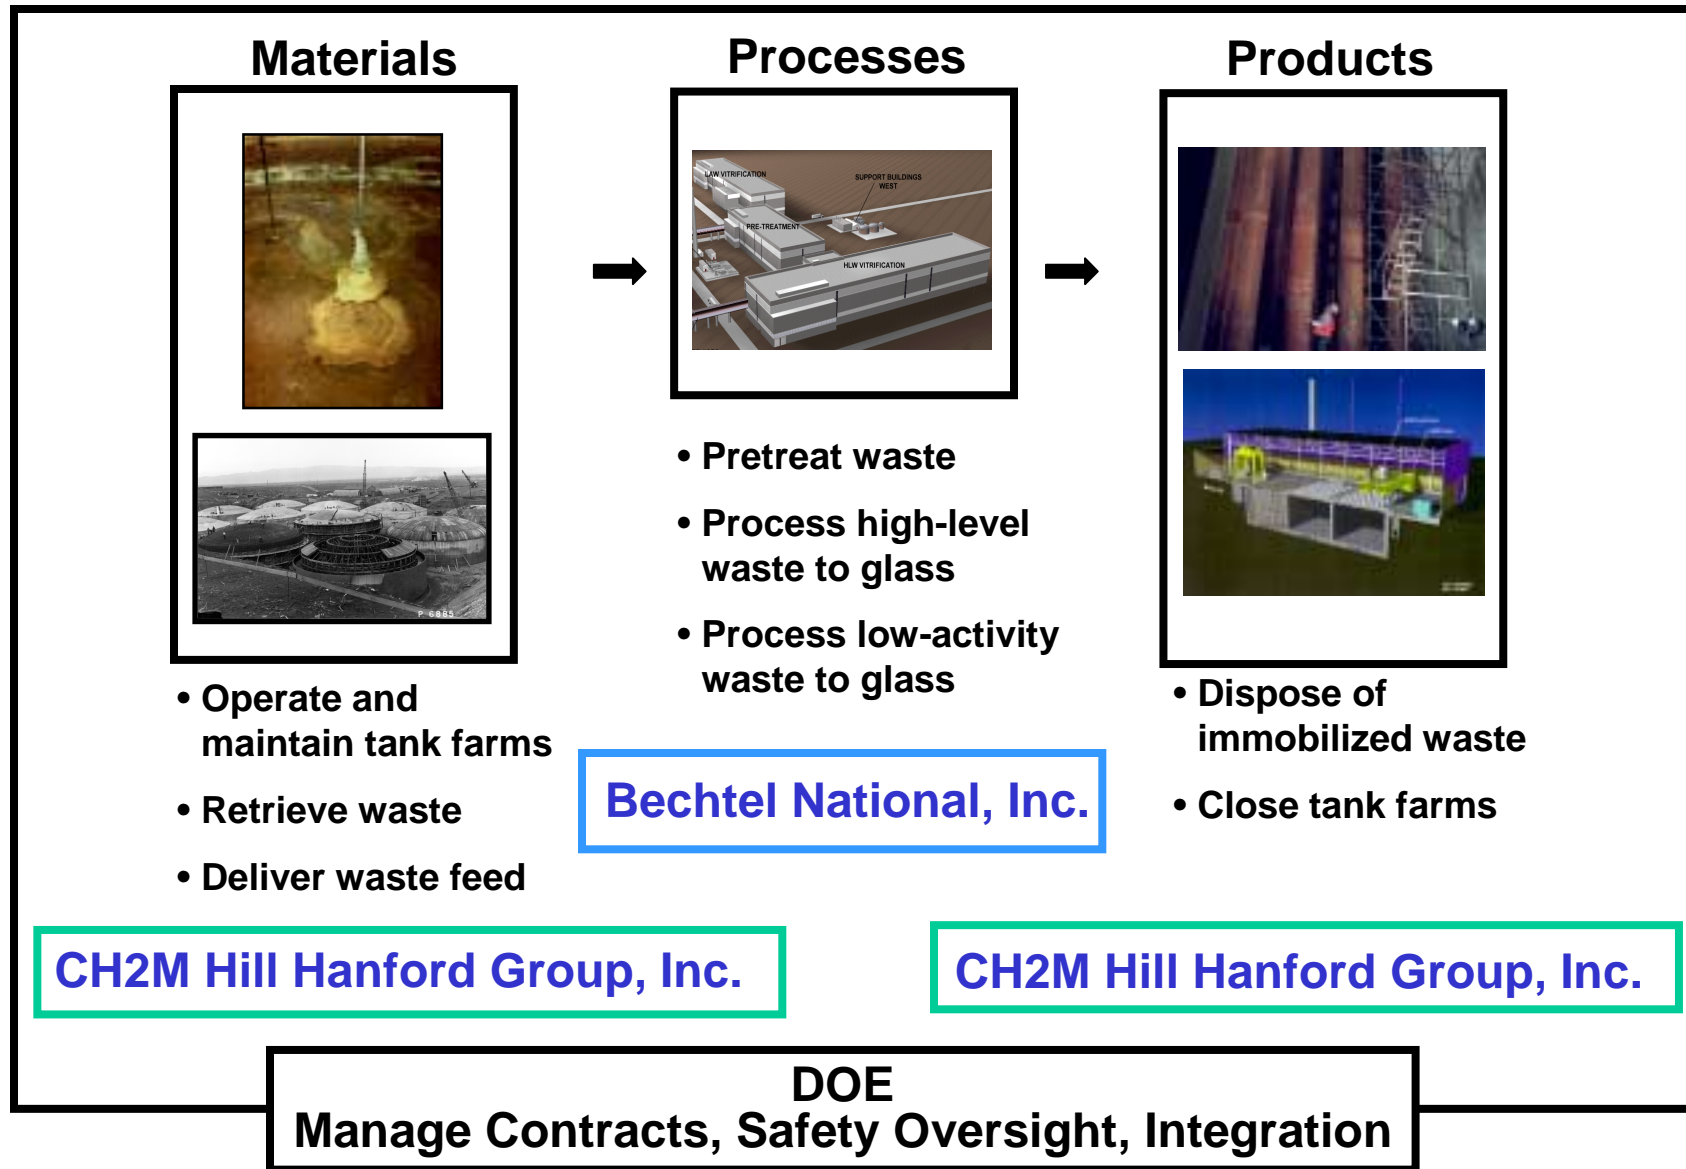 Materials
Processes
Products
LAW VITRIFICATION
SUPPORT BUILDINGS
WEST
PRE-TREATMENT
HLW VITRIFICATION
P 6885
• Operate and
maintain tank farms
• Retrieve waste
• Deliver waste feed
• Pretreat waste
• Process high-level
waste to glass
• Process low-activity
waste to glass
• Dispose of
immobilized waste
• Close tank farms
Bechtel National, Inc.
CH2M Hill Hanford Group, Inc.
CH2M Hill Hanford Group, Inc.
DOE
Manage Contracts, Safety Oversight, Integration